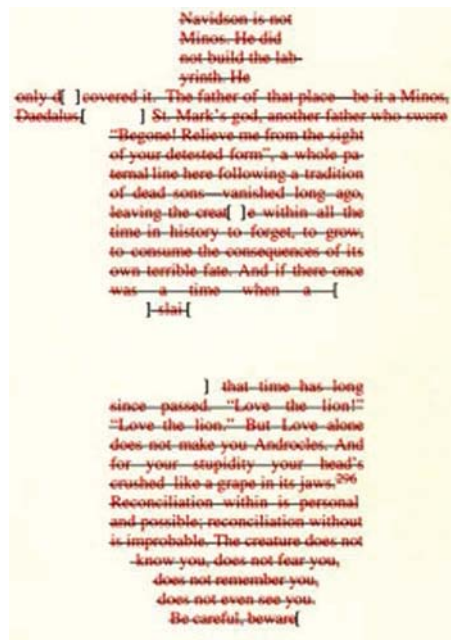 Navidson is not
Minos. He did
not build the lab-
yrinth. He
only d[ ]covered it. The father of that place—be it a Minos,
Daedalus[ ] St. Mark's god, another father who swore
"Begone! Relieve me from the sight
of your detested form", a whole pa-
ternal line here following a tradition
of dead sons—vanished long ago,
leaving the creat[ ]e within all the
time in history to forget, to grow,
to consume the consequences of its
own terrible fate. And if there once
was a time when a [
] slai[
] that time has long
since passed. "Love the lion!"
"Love the lion." But Love alone
does not make you Androcles. And
for your stupidity your head's
crushed like a grape in its jaws.296
Reconciliation within is personal
and possible; reconciliation without
is improbable. The creature does not
know you, does not fear you,
does not remember you,
does not even see you.
Be careful, beware[